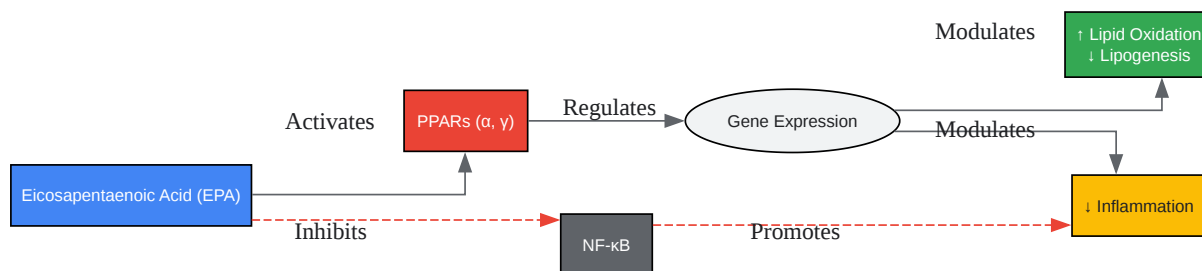 Modulates
↑ Lipid Oxidation
↓ Lipogenesis
Activates
PPARs (α, γ)
Regulates
Gene Expression
Modulates
Eicosapentaenoic Acid (EPA)
Inhibits
NF-κB
Promotes
↓ Inflammation